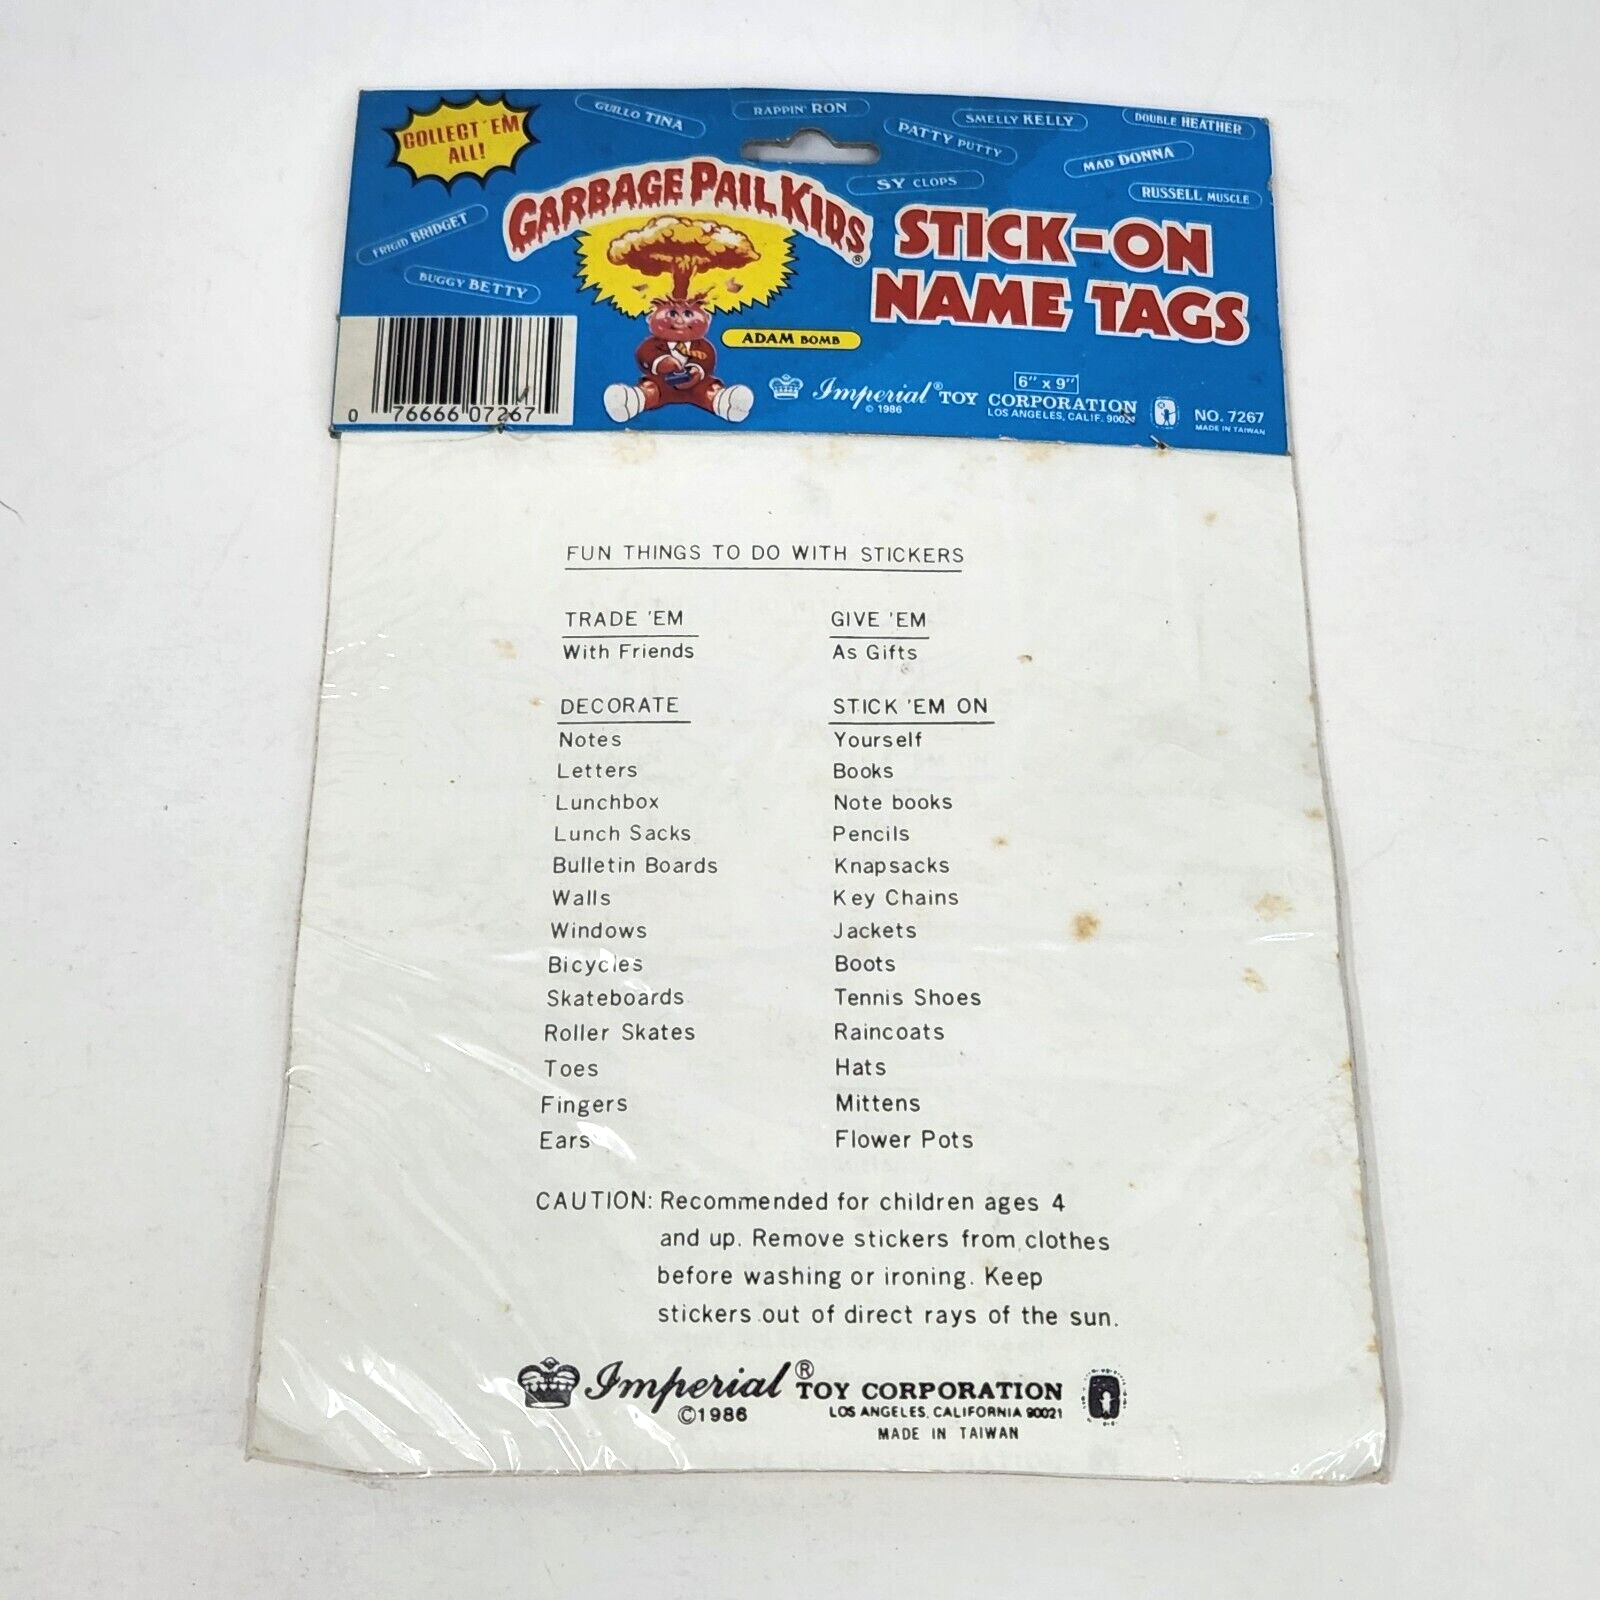 COLLECT 'EM
ALL!
GUILLO TINA
RAPPIN' RON
PATTY PUTTY
SMELLY KELLY
DOUBLE HEATHER
MAD DONNA
SY CLOPS
RUSSELL MUSCLE
FRIGID BRIDGET
BUGGY BETTY
GARBAGE PAIL KIDS®
STICK-ON
NAME TAGS
ADAM BOMB
6" x 9"
Imperial® TOY CORPORATION
© 1986 LOS ANGELES, CALIF. 90021
NO. 7267
MADE IN TAIWAN
0 76666 07267
FUN THINGS TO DO WITH STICKERS
TRADE 'EM
With Friends
GIVE 'EM
As Gifts
DECORATE
Notes
Letters
Lunchbox
Lunch Sacks
Bulletin Boards
Walls
Windows
Bicycles
Skateboards
Roller Skates
Toes
Fingers
Ears
STICK 'EM ON
Yourself
Books
Note books
Pencils
Knapsacks
Key Chains
Jackets
Boots
Tennis Shoes
Raincoats
Hats
Mittens
Flower Pots
CAUTION: Recommended for children ages 4
and up. Remove stickers from clothes
before washing or ironing. Keep
stickers out of direct rays of the sun.
Imperial® TOY CORPORATION
©1986 LOS ANGELES, CALIFORNIA 90021
MADE IN TAIWAN